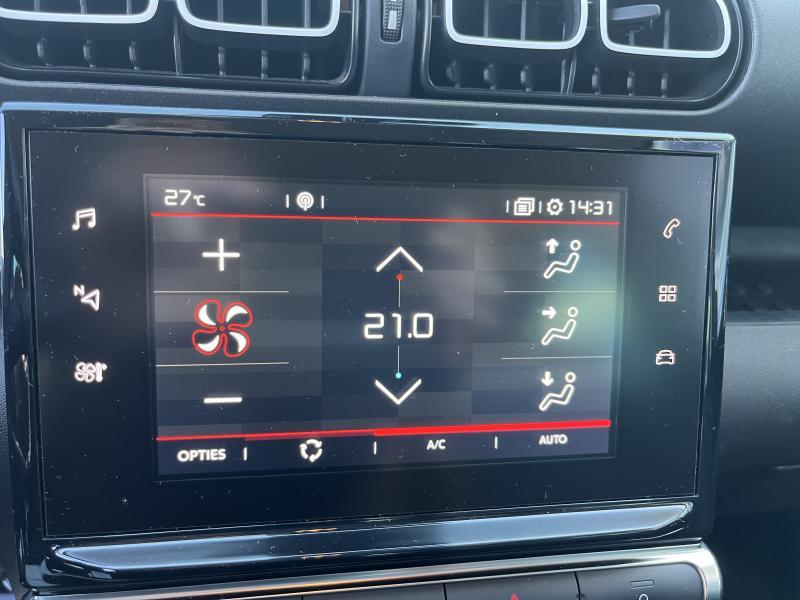 27°C
14:31
N
21.0
OPTIES
A/C
AUTO